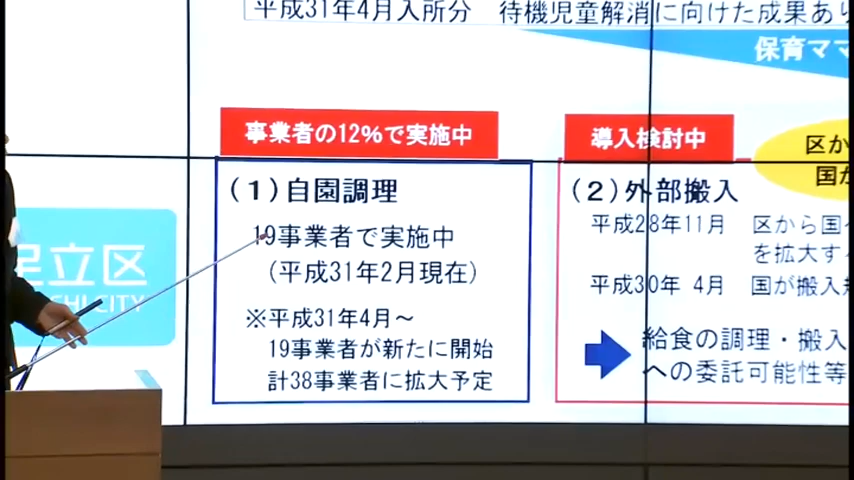 平成31年4月入所分 待機児童解消に向けた成果あり
保育ママ
事業者の12%で実施中
導入検討中
区か
国が
(1)自園調理
19事業者で実施中
(平成31年2月現在)
※平成31年4月~
19事業者が新たに開始
計38事業者に拡大予定
(2)外部搬入
平成28年11月 区から国へ
を拡大す
平成30年 4月 国が搬入
給食の調理・搬入
への委託可能性等
足立区
CHI CITY